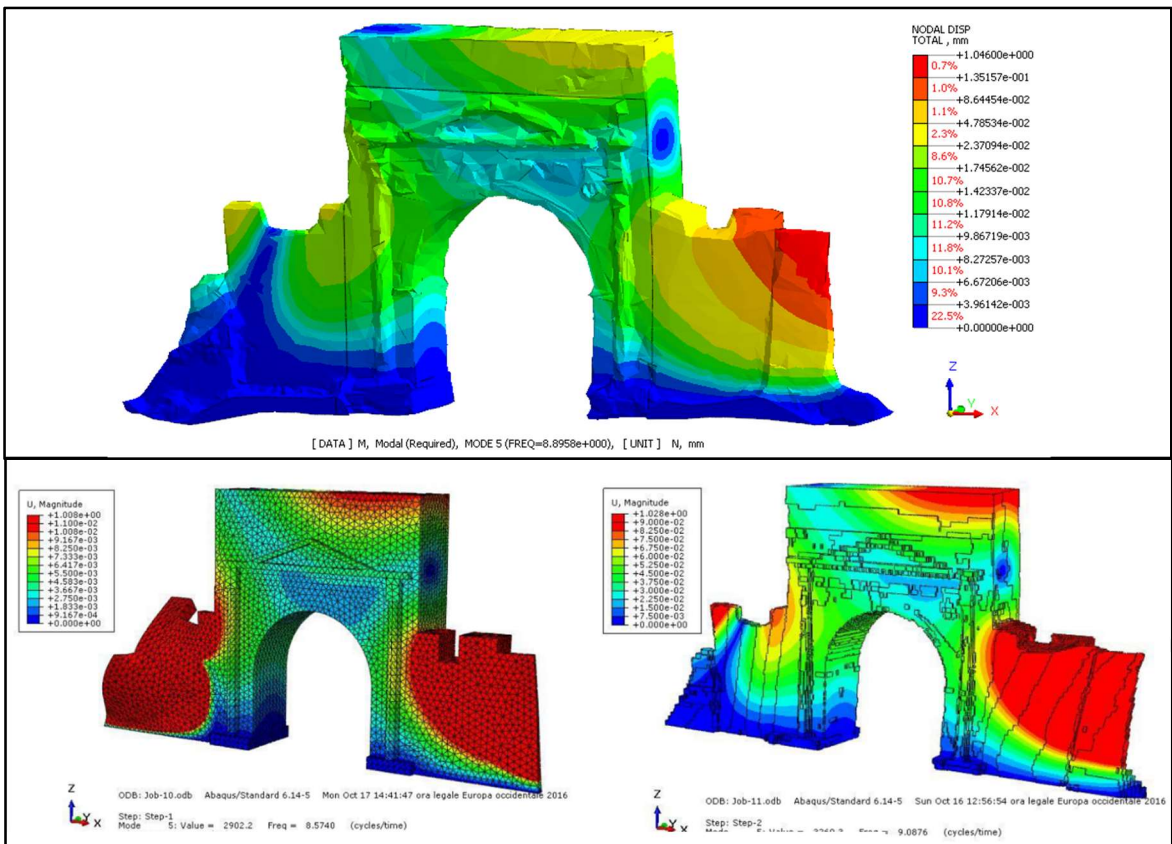 NODAL DISP
TOTAL , mm
+1.04600e+000
0.7%
+1.35157e-001
1.0%
+8.64454e-002
1.1%
+4.78534e-002
2.3%
+2.37094e-002
8.6%
+1.74562e-002
10.7%
+1.42337e-002
10.8%
+1.17914e-002
11.2%
+9.86719e-003
11.8%
+8.27257e-003
10.1%
+6.67206e-003
9.3%
+3.96142e-003
22.5%
+0.00000e+000
Z
Y
X
[ DATA ] M, Modal (Required), MODE 5 (FREQ=8.8958e+000), [ UNIT ] N, mm
U, Magnitude
+1.008e+00
+1.100e-02
+1.008e-02
+9.167e-03
+8.250e-03
+7.333e-03
+6.417e-03
+5.500e-03
+4.583e-03
+3.667e-03
+2.750e-03
+1.833e-03
+9.167e-04
+0.000e+00
Z
Y
X
ODB: Job-10.odb Abaqus/Standard 6.14-5 Mon Oct 17 14:41:47 ora legale Europa occidentale 2016
Step: Step-1
Mode 5: Value = 2902.2 Freq = 8.5740 (cycles/time)
U, Magnitude
+1.028e+00
+9.000e-02
+8.250e-02
+7.500e-02
+6.750e-02
+6.000e-02
+5.250e-02
+4.500e-02
+3.750e-02
+3.000e-02
+2.250e-02
+1.500e-02
+7.500e-03
+0.000e+00
Z
Y
X
ODB: Job-11.odb Abaqus/Standard 6.14-5 Sun Oct 16 12:56:54 ora legale Europa occidentale 2016
Step: Step-2
Mode 5: Value = 3260.3 Freq = 9.0876 (cycles/time)